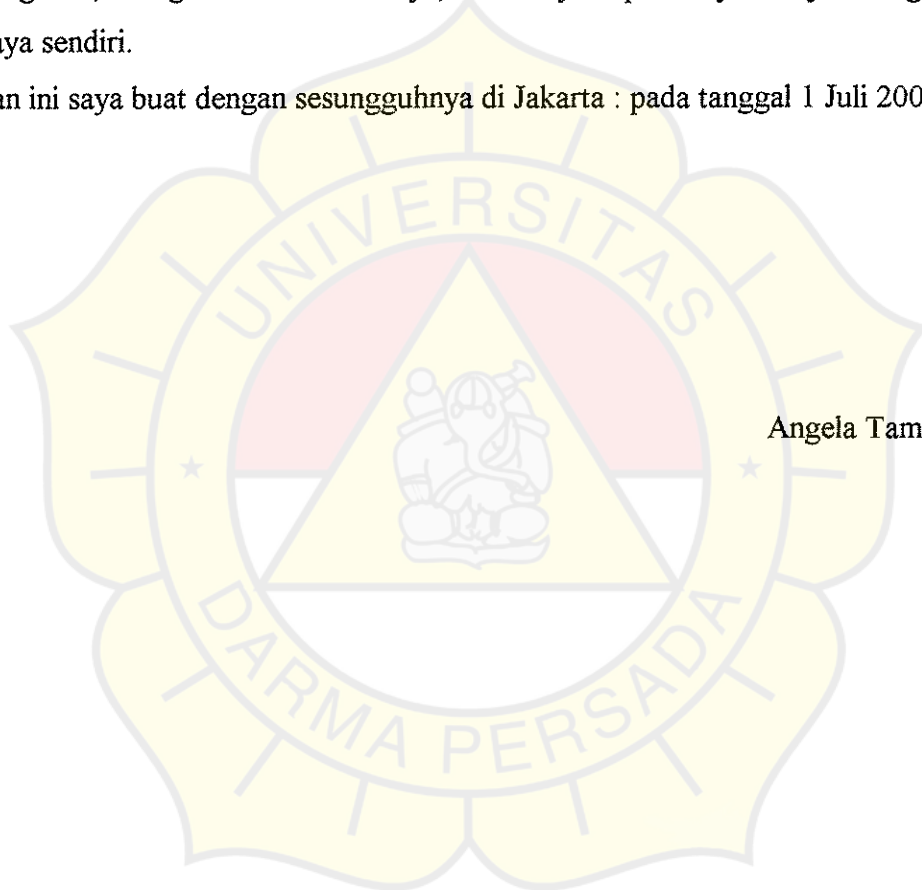 aya sendiri.
an ini saya buat dengan sesungguhnya di Jakarta : pada tanggal 1 Juli 200
UNIVERSITAS
Angela Tam
DARMA PERSADA